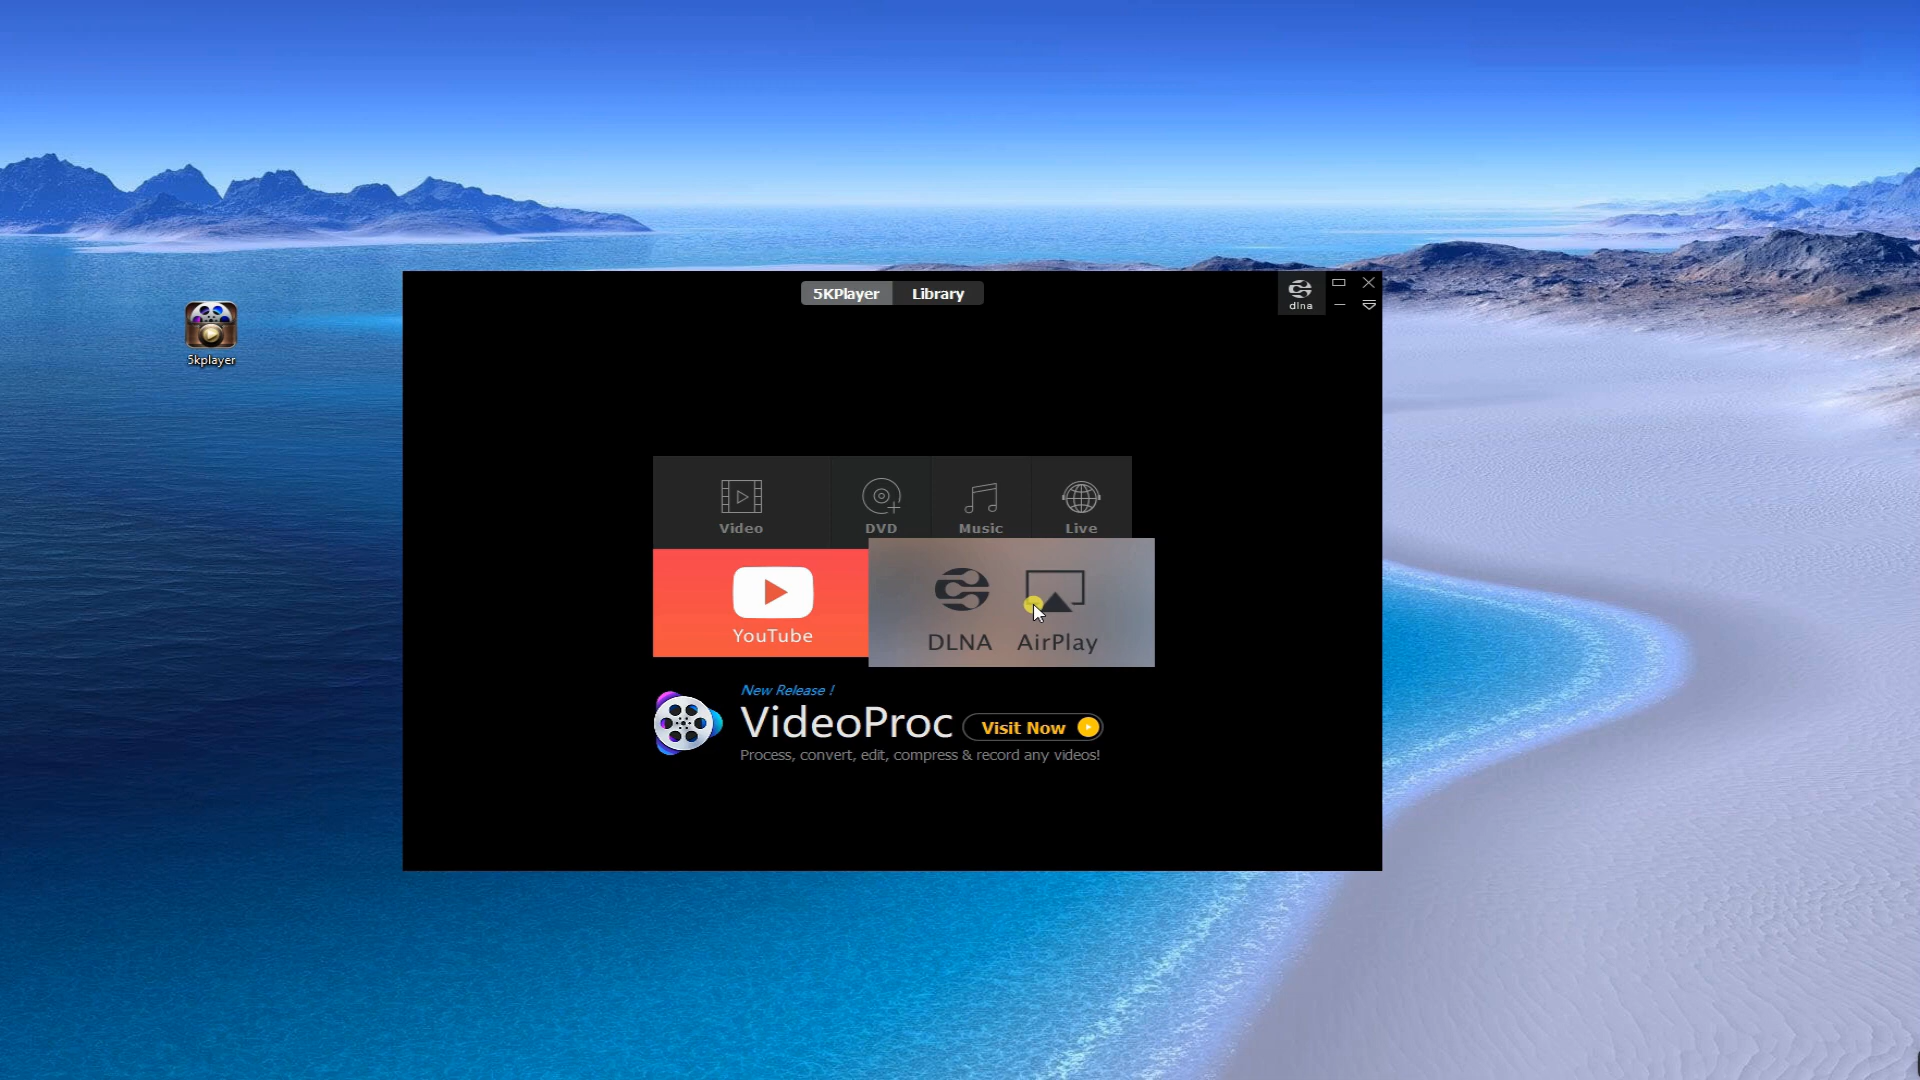 5KPlayer Library
dlna
5kplayer
Video DVD Music Live
YouTube
DLNA AirPlay
New Release !
VideoProc Visit Now
Process, convert, edit, compress & record any videos!